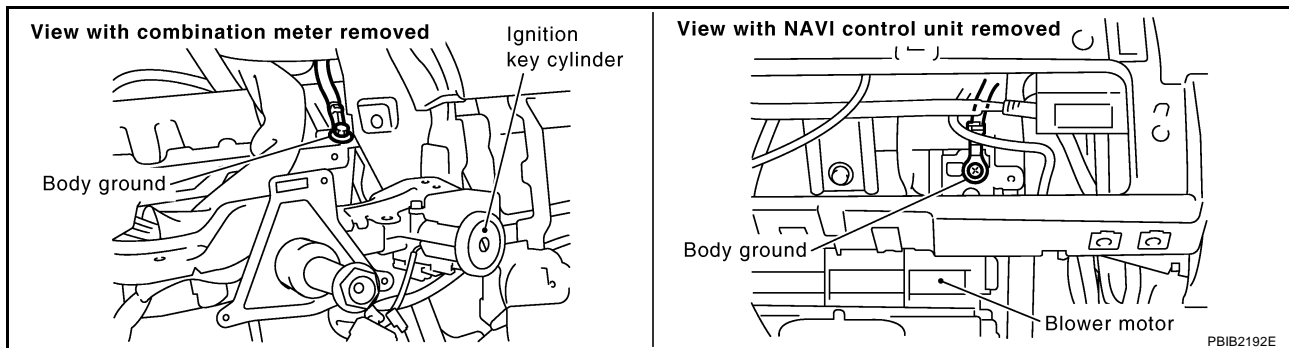 View with combination meter removed
Ignition
key cylinder
Body ground
View with NAVI control unit removed
Body ground
Blower motor
PBIB2192E